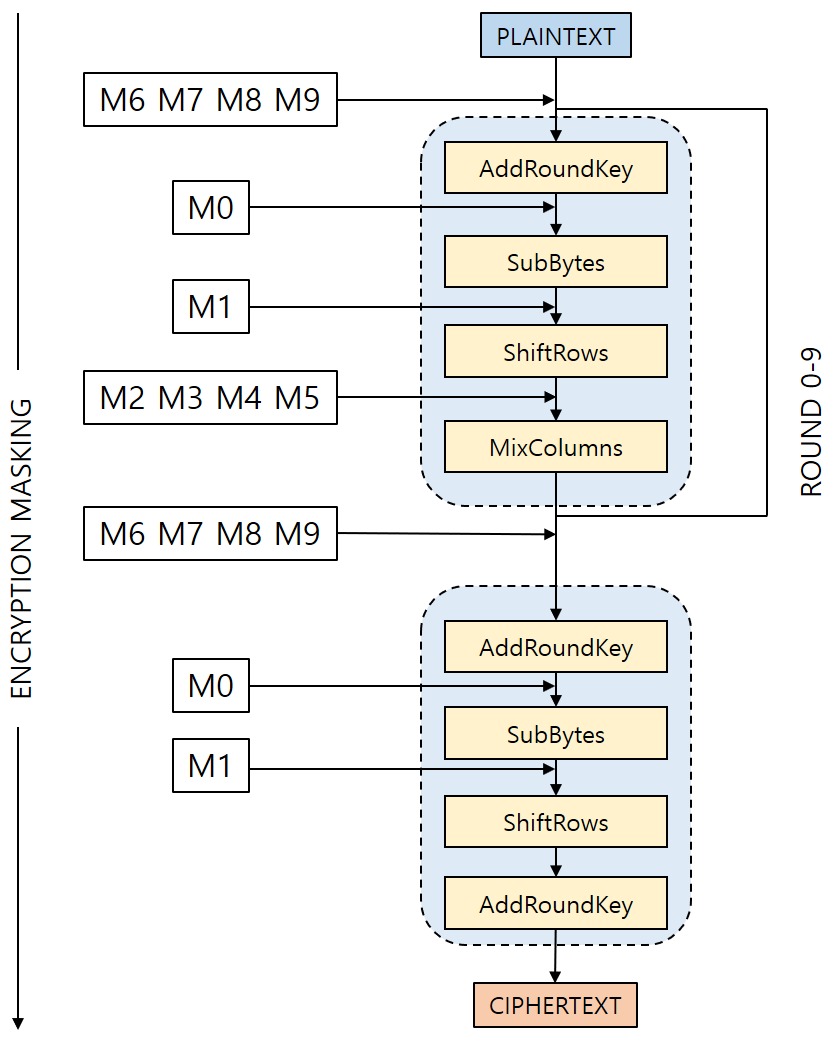 PLAINTEXT
M6 M7 M8 M9
AddRoundKey
M0
SubBytes
M1
ShiftRows
M2 M3 M4 M5
MixColumns
ROUND 0-9
M6 M7 M8 M9
ENCRYPTION MASKING
AddRoundKey
M0
SubBytes
M1
ShiftRows
AddRoundKey
CIPHERTEXT